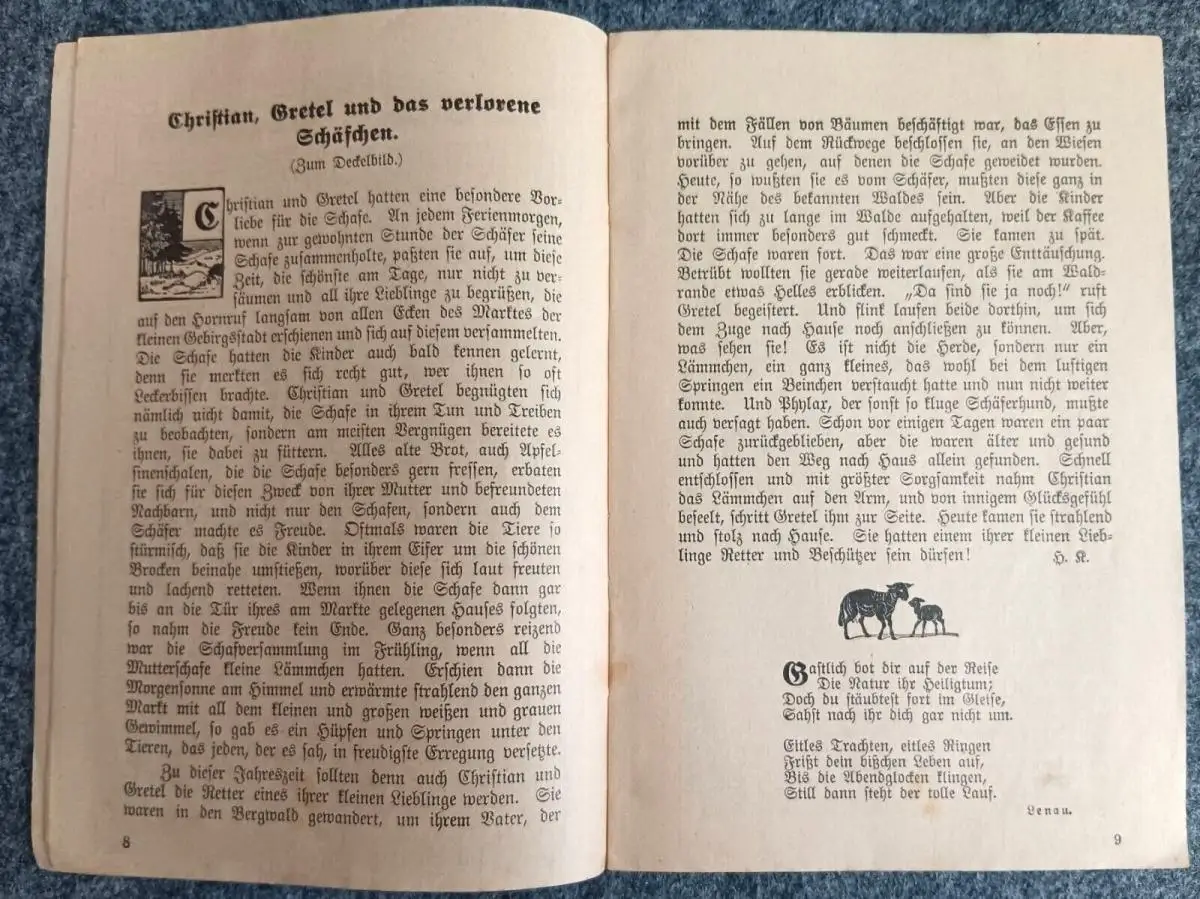 Christian, Gretel und das verlorene
Schäfchen.
(Zum Deckelbild.)
Christian und Gretel hatten eine besondere Vor-
liebe für die Schafe. An jedem Ferienmorgen,
wenn zur gewohnten Stunde der Schäfer seine
Schafe zusammenholte, paßten sie auf, um diese
Zeit, die schönste am Tage, nur nicht zu ver-
säumen und all ihre Lieblinge zu begrüßen, die
auf den Hornruf langsam von allen Ecken des Marktes der
kleinen Gebirgsstadt erschienen und sich auf diesem versammelten.
Die Schafe hatten die Kinder auch bald kennen gelernt,
denn sie merkten es sich recht gut, wer ihnen so oft
Leckerbissen brachte. Christian und Gretel begnügten sich
nämlich nicht damit, die Schafe in ihrem Tun und Treiben
zu beobachten, sondern am meisten Vergnügen bereitete es
ihnen, sie dabei zu füttern. Alles alte Brot, auch Apfel-
sinenschalen, die die Schafe besonders gern fressen, erbaten
sie sich für diesen Zweck von ihrer Mutter und befreundeten
Nachbarn, und nicht nur den Schafen, sondern auch dem
Schäfer machte es Freude. Oftmals waren die Tiere so
stürmisch, daß sie die Kinder in ihrem Eifer um die schönen
Brocken beinahe umstießen, worüber diese sich laut freuten
und lachend retteten. Wenn ihnen die Schafe dann gar
bis an die Tür ihres am Markte gelegenen Hauses folgten,
so nahm die Freude kein Ende. Ganz besonders reizend
war die Schafversammlung im Frühling, wenn all die
Mutterschafe kleine Lämmchen hatten. Erschien dann die
Morgensonne am Himmel und erwärmte strahlend den ganzen
Markt mit all dem kleinen und großen weißen und grauen
Gewimmel, so gab es ein Hüpfen und Springen unter den
Tieren, das jeden, der es sah, in freudigste Erregung versetzte.
Zu dieser Jahreszeit sollten denn auch Christian und
Gretel die Retter eines ihrer kleinen Lieblinge werden. Sie
waren in den Bergwald gewandert, um ihrem Vater, der
8
mit dem Fällen von Bäumen beschäftigt war, das Essen zu
bringen. Auf dem Rückwege beschlossen sie, an den Wiesen
vorüber zu gehen, auf denen die Schafe geweidet wurden.
Heute, so wußten sie es vom Schäfer, mußten diese ganz in
der Nähe des bekannten Waldes sein. Aber die Kinder
hatten sich zu lange im Walde aufgehalten, weil der Kaffee
dort immer besonders gut schmeckt. Sie kamen zu spät.
Die Schafe waren fort. Das war eine große Enttäuschung.
Betrübt wollten sie gerade weiterlaufen, als sie am Wald-
rande etwas Helles erblicken. „Da sind sie ja noch!“ ruft
Gretel begeistert. Und flink laufen beide dorthin, um sich
dem Zuge nach Hause noch anschließen zu können. Aber,
was sehen sie! Es ist nicht die Herde, sondern nur ein
Lämmchen, ein ganz kleines, das wohl bei dem luftigen
Springen ein Beinchen verstaucht hatte und nun nicht weiter
konnte. Und Phylax, der sonst so kluge Schäferhund, mußte
auch versagt haben. Schon vor einigen Tagen waren ein paar
Schafe zurückgeblieben, aber die waren älter und gesund
und hatten den Weg nach Haus allein gefunden. Schnell
entschlossen und mit größter Sorgsamkeit nahm Christian
das Lämmchen auf den Arm, und von innigem Glücksgefühl
beseelt, schritt Gretel ihm zur Seite. Heute kamen sie strahlend
und stolz nach Hause. Sie hatten einem ihrer kleinen Lieb-
linge Retter und Beschützer sein dürfen! H. K.
Gastlich bot dir auf der Reise
Die Natur ihr Heiligtum;
Doch du stäubtest fort im Gleise,
Sahst nach ihr dich gar nicht um.
Eitles Trachten, eitles Ringen
Frißt dein bißchen Leben auf,
Bis die Abendglocken klingen,
Still dann steht der tolle Lauf.
Lenau.
9